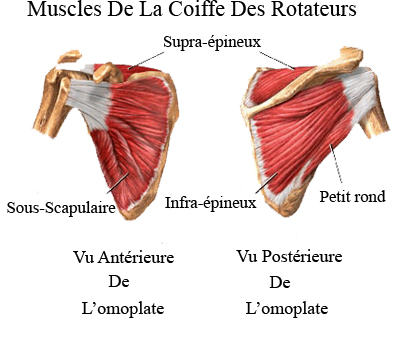 Muscles De La Coiffe Des Rotateurs
Supra-épineux
Sous-Scapulaire
Infra-épineux
Petit rond
Vu Antérieure
De
L'omoplate
Vu Postérieure
De
L'omoplate